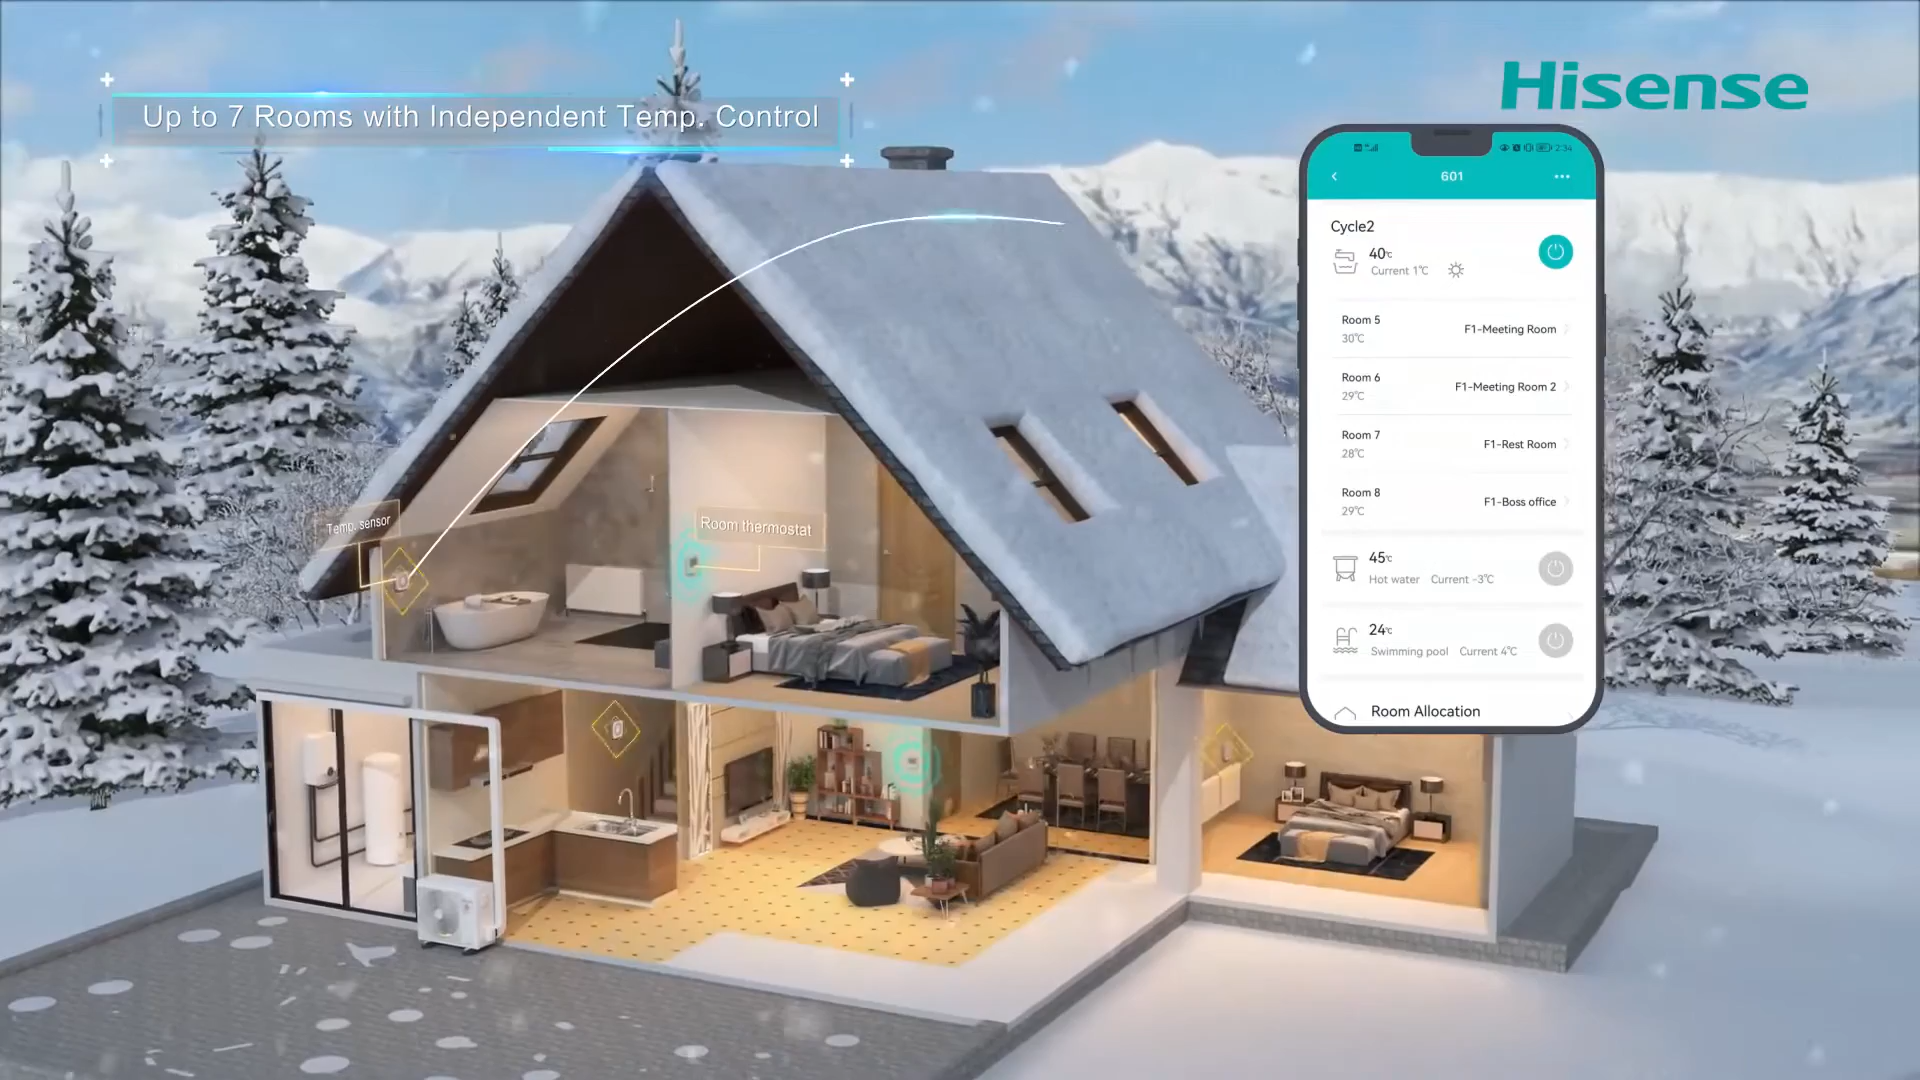 Up to 7 Rooms with Independent Temp. Control
Hisense
2:34
601
Cycle2
40℃
Current 1℃
Room 5
30℃
F1-Meeting Room
Room 6
29℃
F1-Meeting Room 2
Room 7
28℃
F1-Rest Room
Room 8
29℃
F1-Boss office
45℃
Hot water Current -3℃
24℃
Swimming pool Current 4℃
Room Allocation
Temp. sensor
Room thermostat